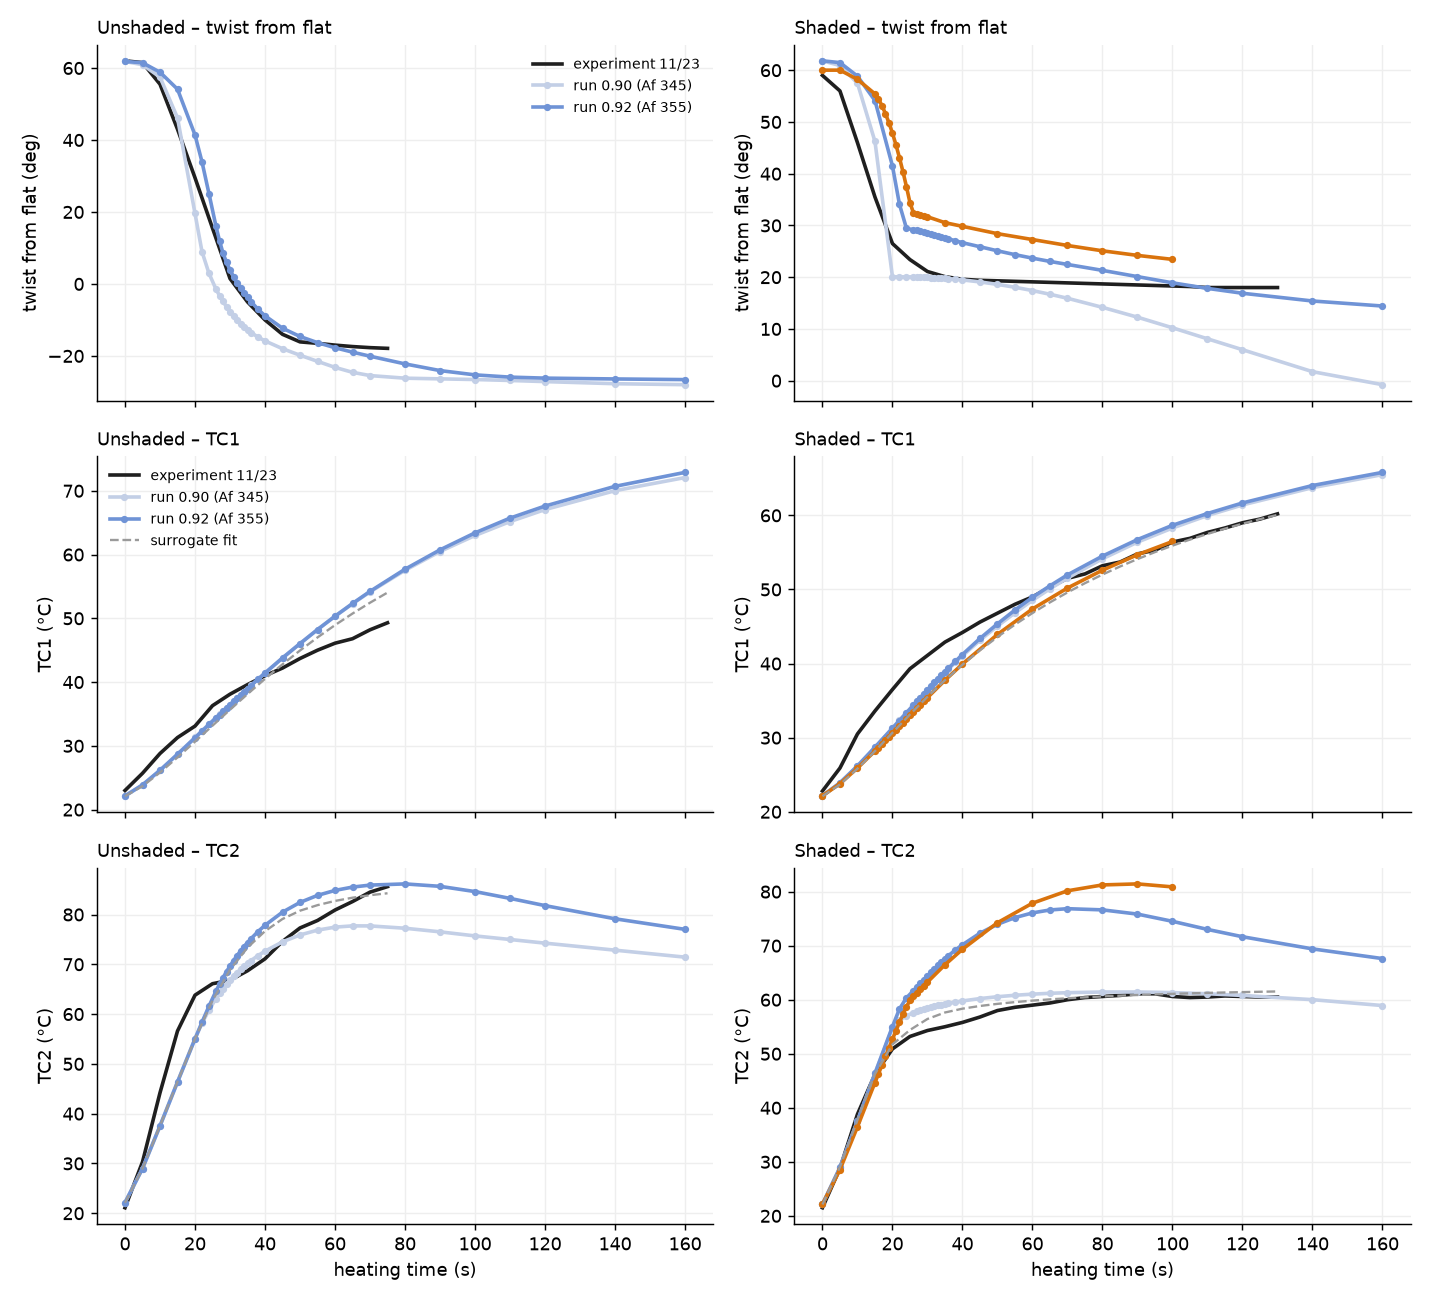 Unshaded – twist from flat
Shaded – twist from flat
twist from flat (deg)
60
40
20
0
−20
experiment 11/23
run 0.90 (Af 345)
run 0.92 (Af 355)
twist from flat (deg)
60
50
40
30
20
10
0
Unshaded – TC1
Shaded – TC1
TC1 (°C)
70
60
50
40
30
20
experiment 11/23
run 0.90 (Af 345)
run 0.92 (Af 355)
surrogate fit
TC1 (°C)
60
50
40
30
20
Unshaded – TC2
Shaded – TC2
TC2 (°C)
80
70
60
50
40
30
20
0 20 40 60 80 100 120 140 160
heating time (s)
TC2 (°C)
80
70
60
50
40
30
20
0 20 40 60 80 100 120 140 160
heating time (s)